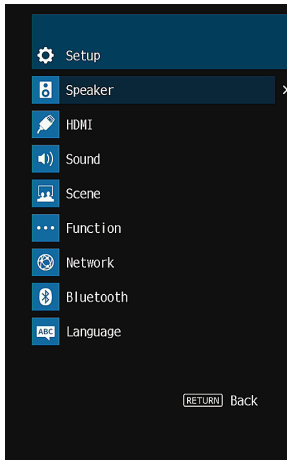 Setup
Speaker
HDMI
Sound
Scene
Function
Network
Bluetooth
ABC Language
RETURN Back